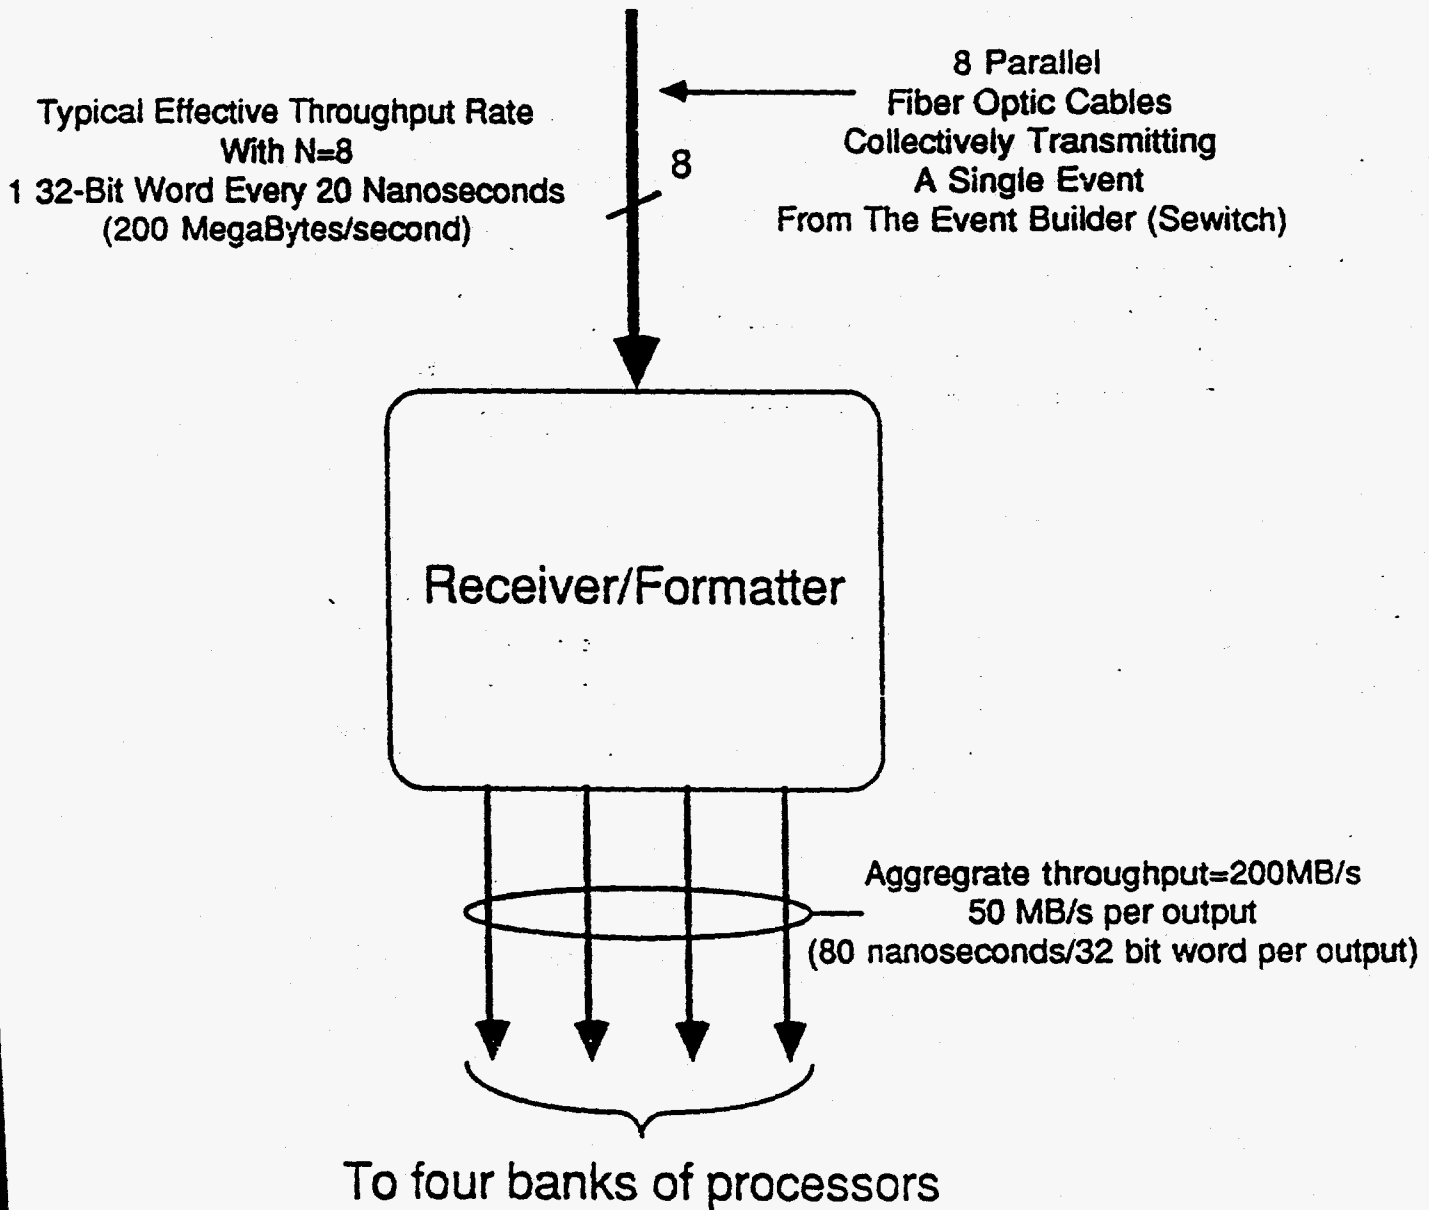 Typical Effective Throughput Rate
With N=8
1 32-Bit Word Every 20 Nanoseconds
(200 MegaBytes/second)
8
8 Parallel
Fiber Optic Cables
Collectively Transmitting
A Single Event
From The Event Builder (Sewitch)
Receiver/Formatter
Aggregrate throughput=200MB/s
50 MB/s per output
(80 nanoseconds/32 bit word per output)
To four banks of processors